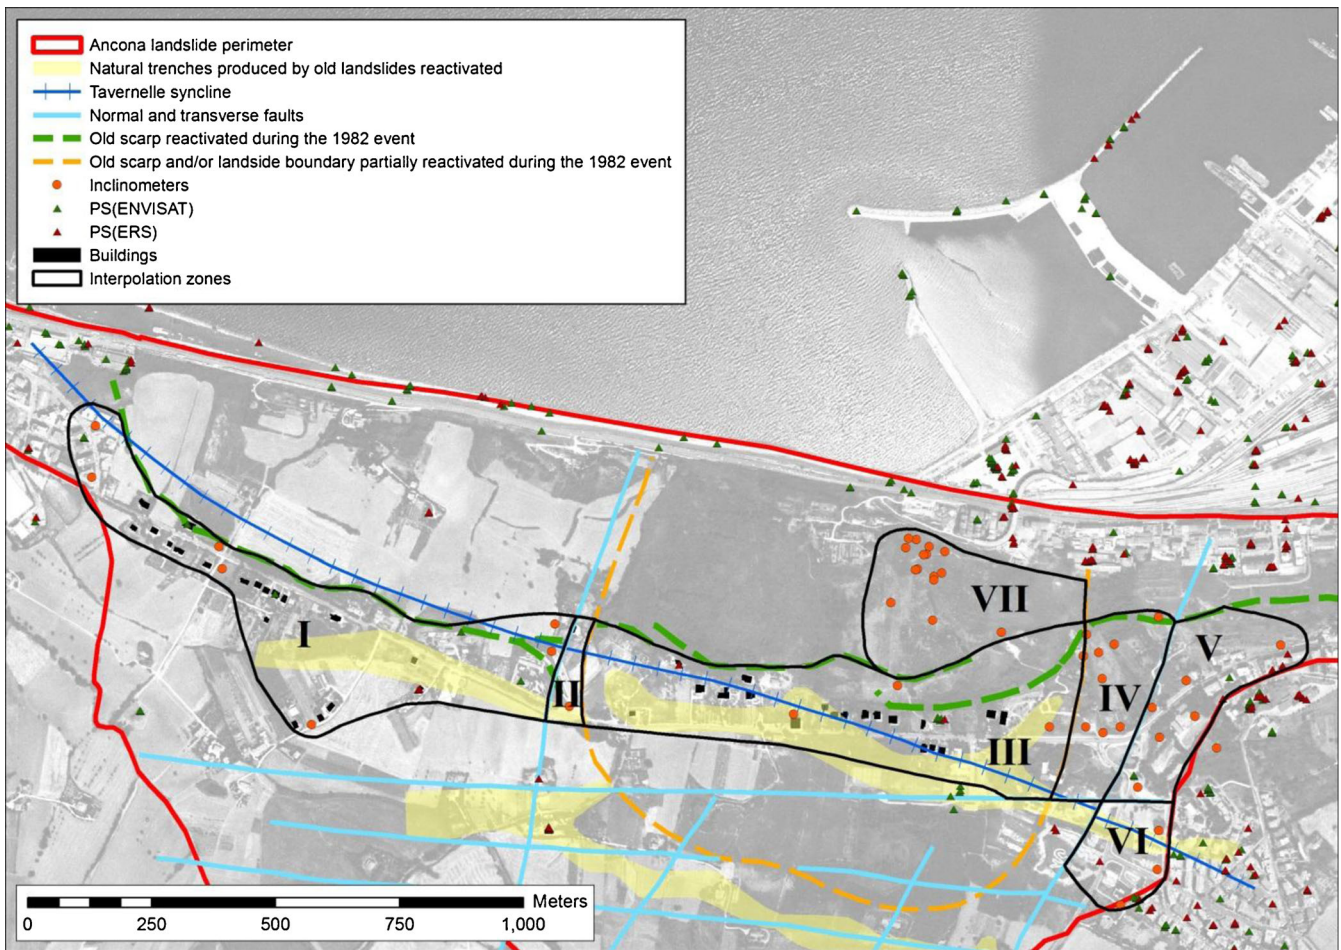 Ancona landslide perimeter
Natural trenches produced by old landslides reactivated
Tavernelle syncline
Normal and transverse faults
Old scarp reactivated during the 1982 event
Old scarp and/or landside boundary partially reactivated during the 1982 event
Inclinometers
PS(ENVISAT)
PS(ERS)
Buildings
Interpolation zones
VII
I
V
II
IV
III
VI
Meters
0 250 500 750 1,000